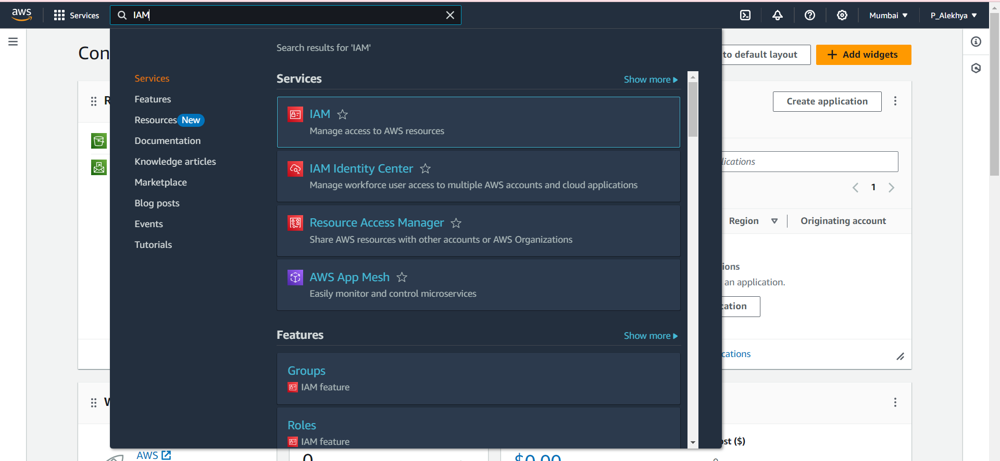 aws
Services
IAM
Mumbai ▼
P_Alekhya ▼
Con
to default layout
+ Add widgets
Search results for 'IAM'
Services
Features
Resources New
Documentation
Knowledge articles
Marketplace
Blog posts
Events
Tutorials
Services
Show more
IAM
Manage access to AWS resources
IAM Identity Center
Manage workforce user access to multiple AWS accounts and cloud applications
Resource Access Manager
Share AWS resources with other accounts or AWS Organizations
AWS App Mesh
Easily monitor and control microservices
Features
Show more
Groups
IAM feature
Roles
IAM feature
R
Create application
lications
1
Region
Originating account
ions
an application.
cation
cations
W
ost ($)
AWS
0
$0.00